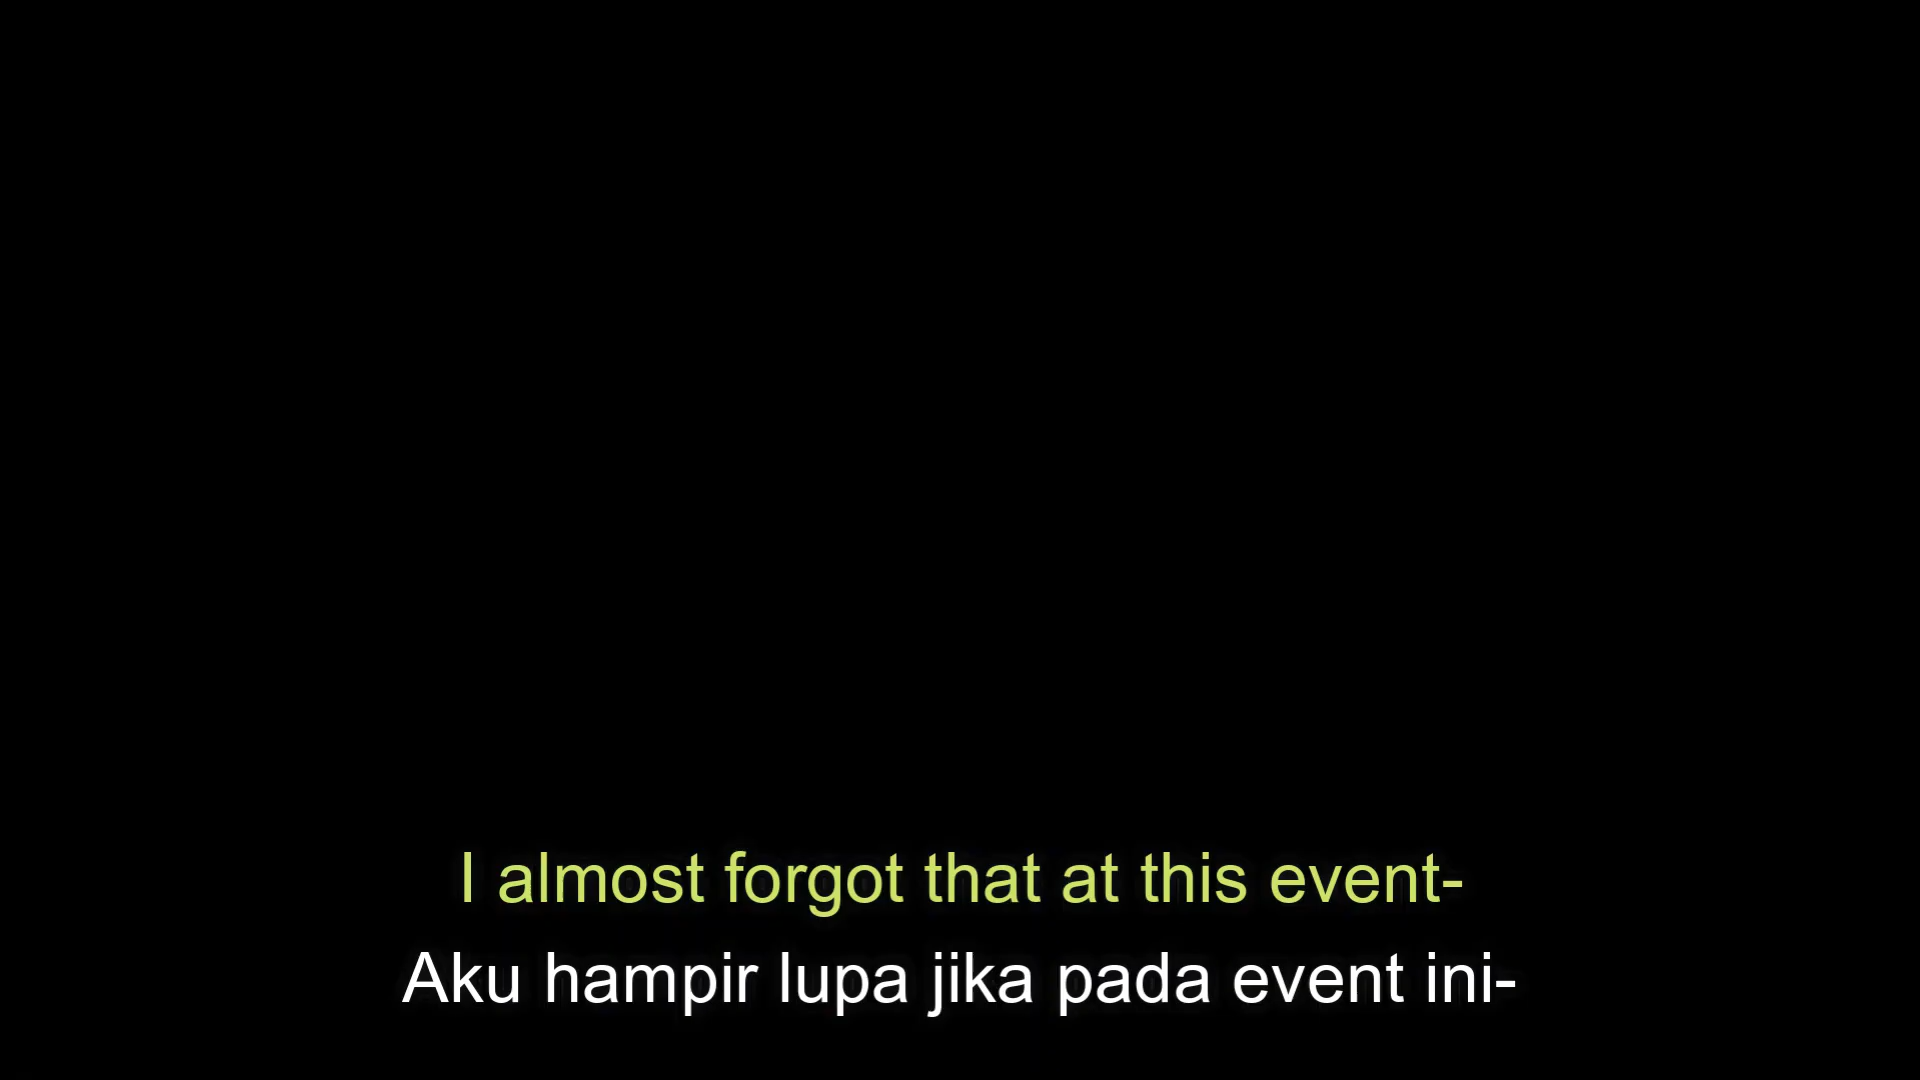 I almost forgot that at this event-
Aku hampir lupa jika pada event ini-